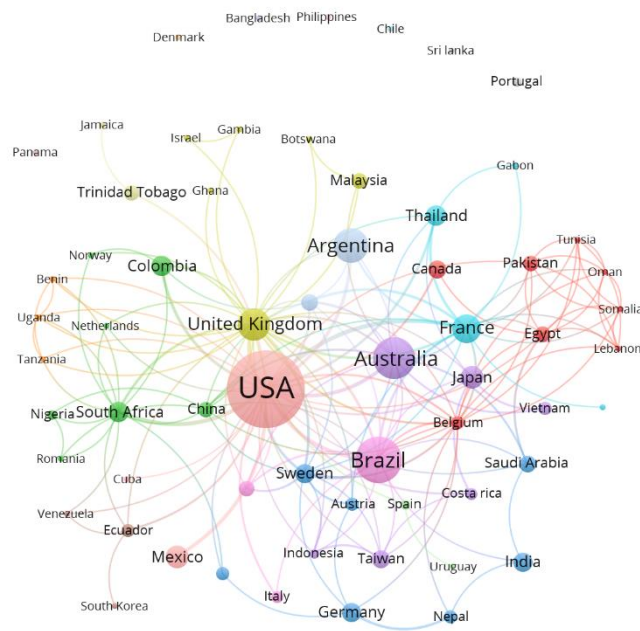 Bangladesh
Philippines
Chile
Denmark
Sri lanka
Portugal
Jamaica
Israel
Gambia
Botswana
Panama
Gabon
Trinidad Tobago
Ghana
Malaysia
Thailand
Tunisia
Argentina
Norway
Colombia
Canada
Pakistan
Oman
Benin
Somalia
Uganda
Netherlands
United Kingdom
France
Egypt
Lebanon
Tanzania
Australia
Japan
USA
Nigeria
South Africa
China
Vietnam
Belgium
Romania
Brazil
Saudi Arabia
Cuba
Sweden
Costa rica
Venezuela
Austria
Spain
Ecuador
Mexico
Indonesia
Taiwan
Uruguay
India
South Korea
Italy
Germany
Nepal